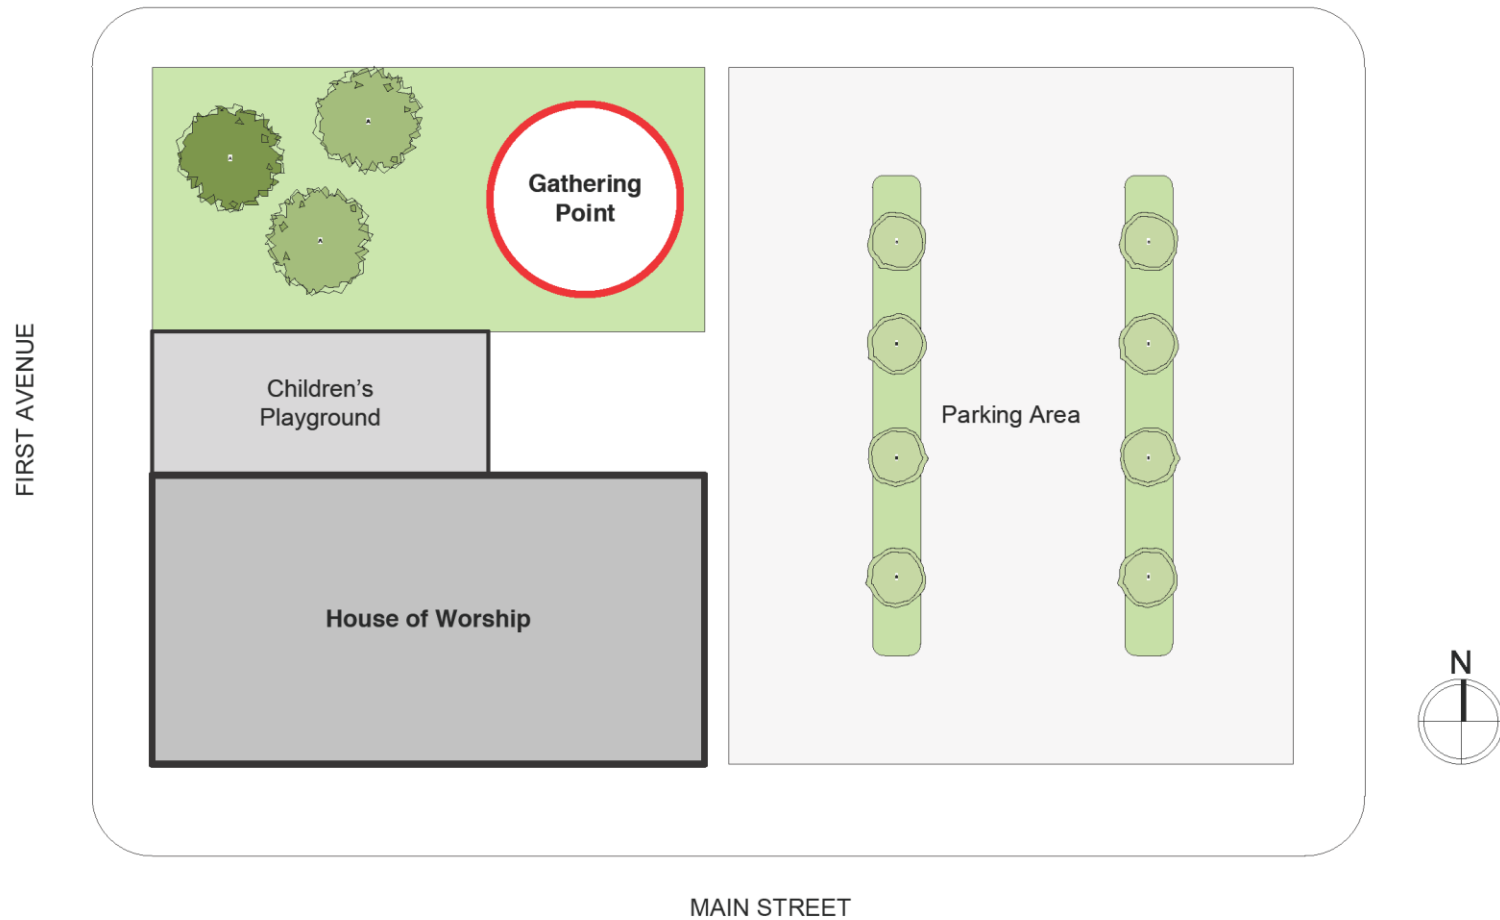 Gathering
Point
FIRST AVENUE
Children’s
Playground
Parking Area
House of Worship
N
MAIN STREET